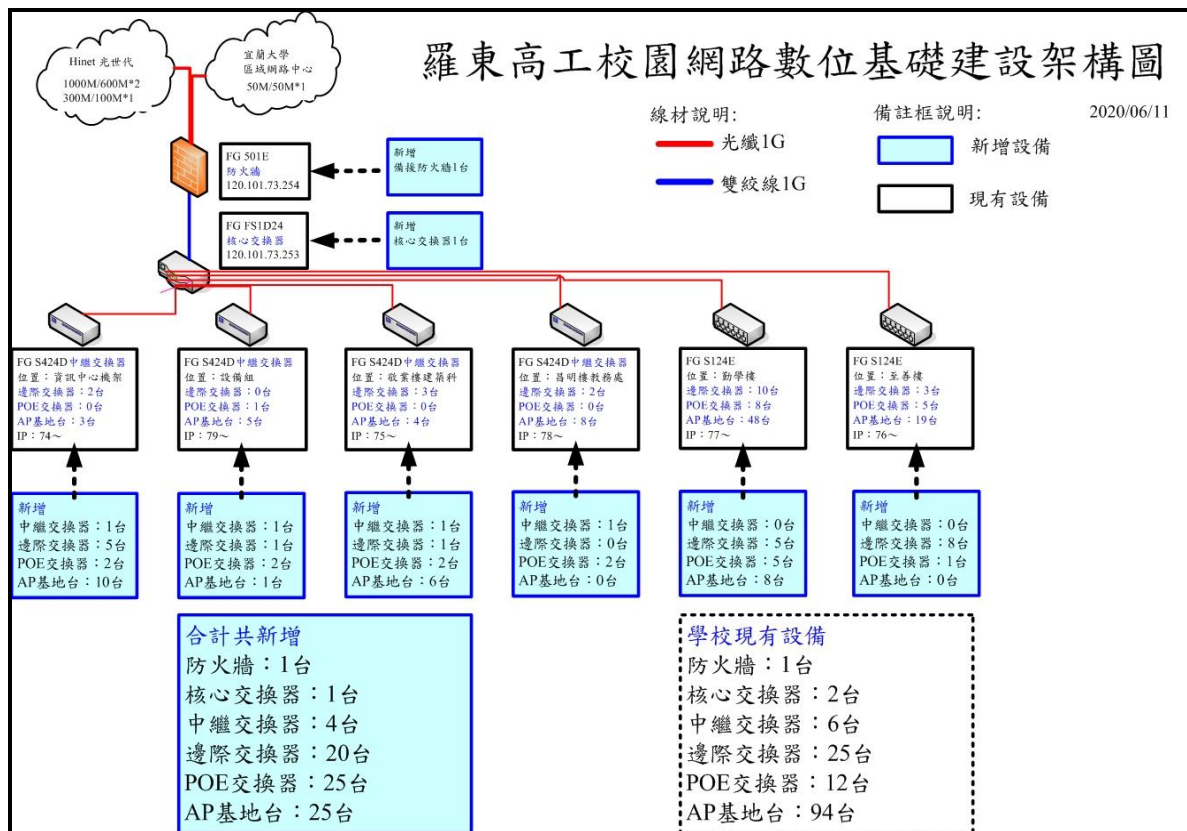 羅東高工校園網路數位基礎建設架構圖
Hinet 光世代
1000M/600M*2
300M/100M*1
宜蘭大學
區域網路中心
50M/50M*1
線材說明:
光纖1G
雙絞線1G
備註框說明:
新增設備
現有設備
2020/06/11
FG 501E
防火牆
120.101.73.254
新增
備後防火牆1台
FG FS1D24
核心交換器
120.101.73.253
新增
核心交換器1台
FG S424D中繼交換器
位置：資訊中心機架
邊際交換器：2台
POE交換器：0台
AP基地台：3台
IP：74～
FG S424D中繼交換器
位置：設備組
邊際交換器：0台
POE交換器：1台
AP基地台：5台
IP：79～
FG S424D中繼交換器
位置：啟業樓建築科
邊際交換器：3台
POE交換器：0台
AP基地台：4台
IP：75～
FG S424D中繼交換器
位置：昌明樓教務處
邊際交換器：2台
POE交換器：0台
AP基地台：8台
IP：78～
FG S124E
位置：勤學樓
邊際交換器：10台
POE交換器：8台
AP基地台：48台
IP：77～
FG S124E
位置：至善樓
邊際交換器：3台
POE交換器：5台
AP基地台：19台
IP：76～
新增
中繼交換器：1台
邊際交換器：5台
POE交換器：2台
AP基地台：10台
新增
中繼交換器：1台
邊際交換器：1台
POE交換器：2台
AP基地台：1台
新增
中繼交換器：1台
邊際交換器：1台
POE交換器：2台
AP基地台：6台
新增
中繼交換器：1台
邊際交換器：0台
POE交換器：2台
AP基地台：0台
新增
中繼交換器：0台
邊際交換器：5台
POE交換器：5台
AP基地台：8台
新增
中繼交換器：0台
邊際交換器：8台
POE交換器：1台
AP基地台：0台
合計共新增
防火牆：1台
核心交換器：1台
中繼交換器：4台
邊際交換器：20台
POE交換器：25台
AP基地台：25台
學校現有設備
防火牆：1台
核心交換器：2台
中繼交換器：6台
邊際交換器：25台
POE交換器：12台
AP基地台：94台